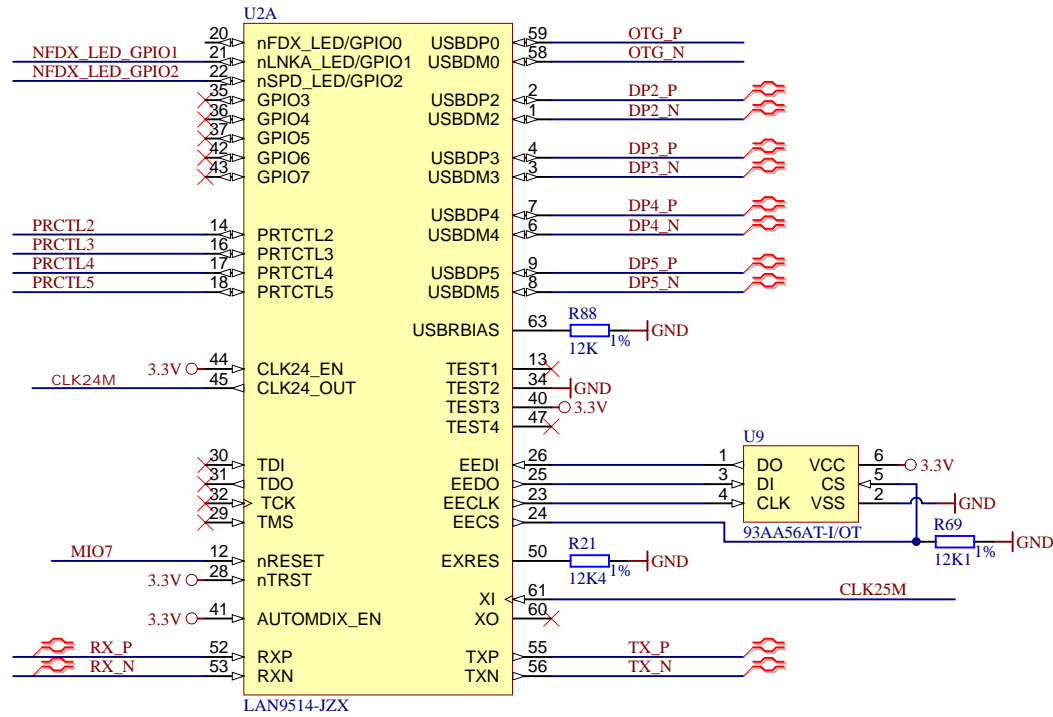 U2A
20 nFDX_LED/GPIO0 USBDP0 59 OTG_P
NFDX_LED_GPIO1 21 nLNKA_LED/GPIO1 USBDM0 58 OTG_N
NFDX_LED_GPIO2 22 nSPD_LED/GPIO2
35 GPIO3 USBDP2 2 DP2_P
36 GPIO4 USBDM2 1 DP2_N
37 GPIO5
42 GPIO6 USBDP3 4 DP3_P
43 GPIO7 USBDM3 3 DP3_N
USBDP4 7 DP4_P
PRCTL2 14 PRTCTL2 USBDM4 6 DP4_N
PRCTL3 16 PRTCTL3
PRCTL4 17 PRTCTL4 USBDP5 9 DP5_P
PRCTL5 18 PRTCTL5 USBDM5 8 DP5_N
R88
USBRBIAS 63 GND
12K 1%
3.3V 44 CLK24_EN TEST1 13
CLK24M 45 CLK24_OUT TEST2 34 GND
TEST3 40 3.3V
TEST4 47
U9
30 TDI EEDI 26 1 DO VCC 6 3.3V
31 TDO EEDO 25 3 DI CS 5
32 TCK EECLK 23 4 CLK VSS 2 GND
29 TMS EECS 24
93AA56AT-I/OT R69 GND
12K1 1%
MIO7 12 nRESET EXRES 50 R21 GND
12K4 1%
3.3V 28 nTRST
XI 61 CLK25M
3.3V 41 AUTOMDIX_EN XO 60
RX_P 52 RXP TXP 55 TX_P
RX_N 53 RXN TXN 56 TX_N
LAN9514-JZX